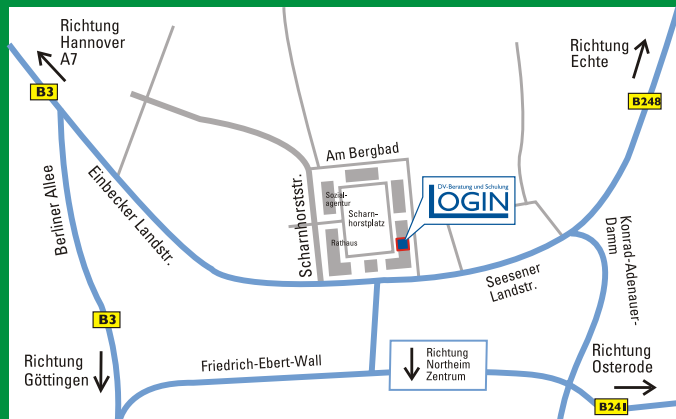 Richtung
Hannover
A7
B3
Richtung
Echte
B248
Am Bergbad
Sozial-
agentur
Scharn-
horstplatz
Rathaus
DV-Beratung und Schulung
LOGIN
Scharnhorststr.
Berliner Allee
Einbecker Landstr.
Seesener
Landstr.
Konrad-Adenauer-
Damm
B3
Richtung
Göttingen
Friedrich-Ebert-Wall
Richtung
Northeim
Zentrum
Richtung
Osterode
B241